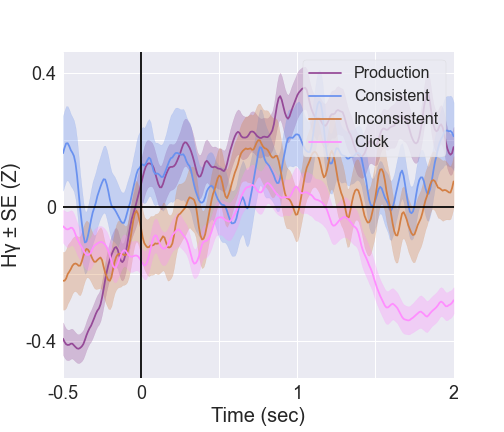 Production
Consistent
Inconsistent
Click
0.4
0
-0.4
Hγ ± SE (Z)
-0.5 0 1 2
Time (sec)